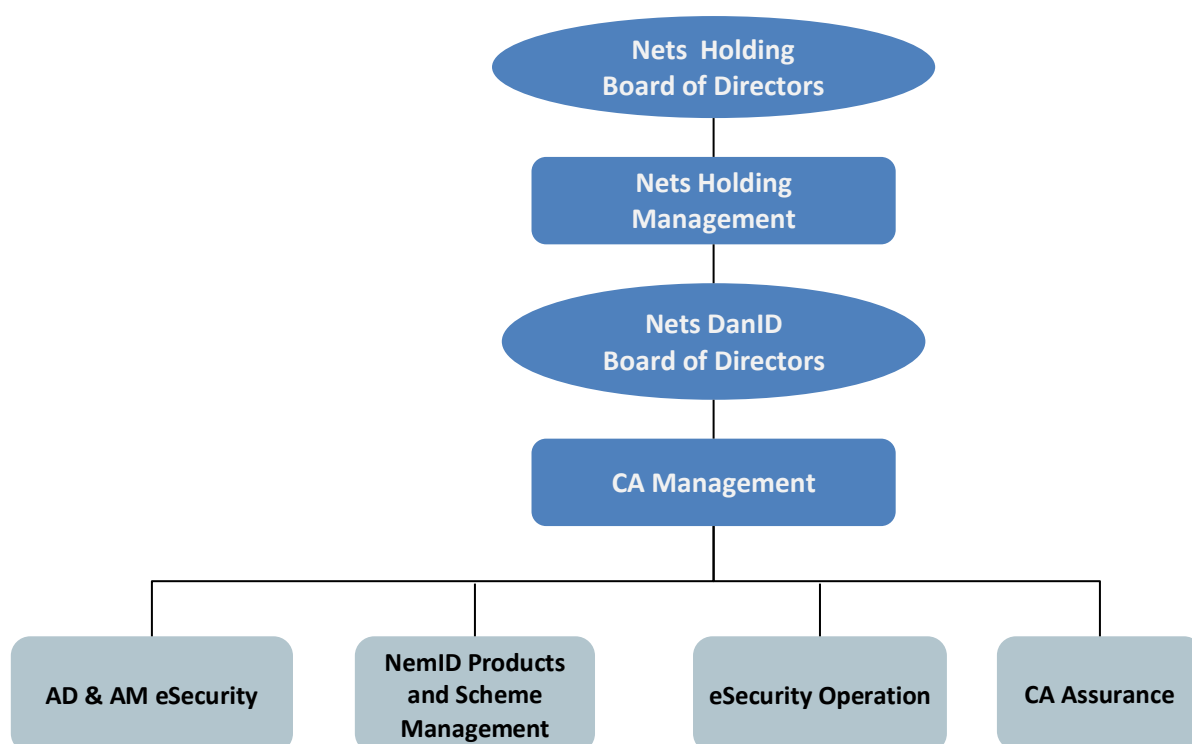 Nets Holding
Board of Directors
Nets Holding
Management
Nets DanID
Board of Directors
CA Management
AD & AM eSecurity
NemID Products
and Scheme
Management
eSecurity Operation
CA Assurance